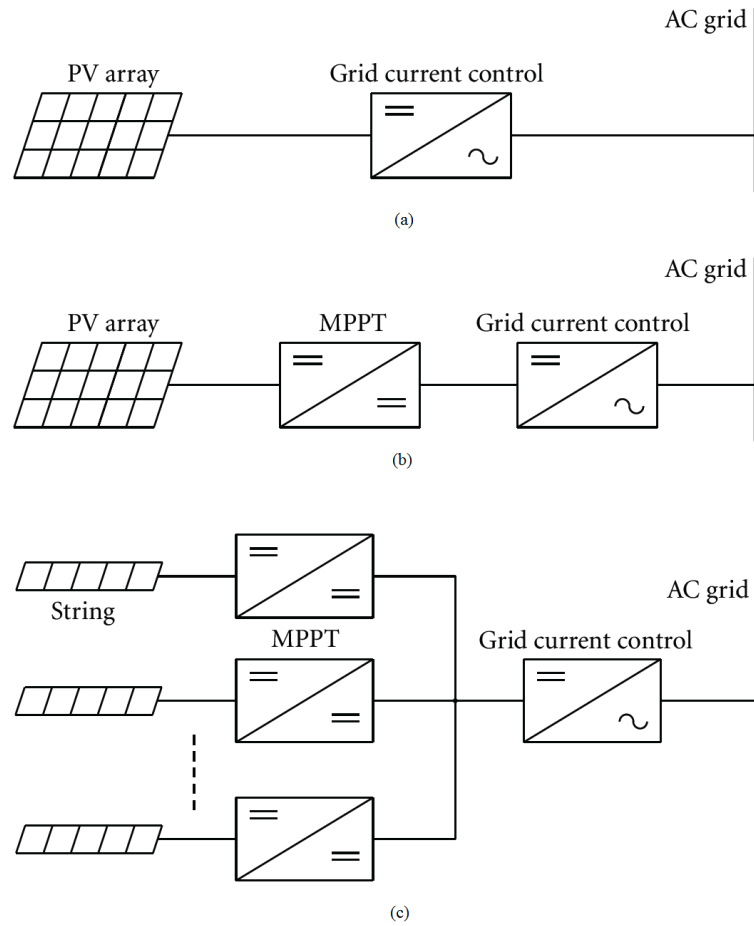 AC grid
PV array
Grid current control
(a)
AC grid
PV array
MPPT
Grid current control
(b)
AC grid
String
MPPT
Grid current control
(c)